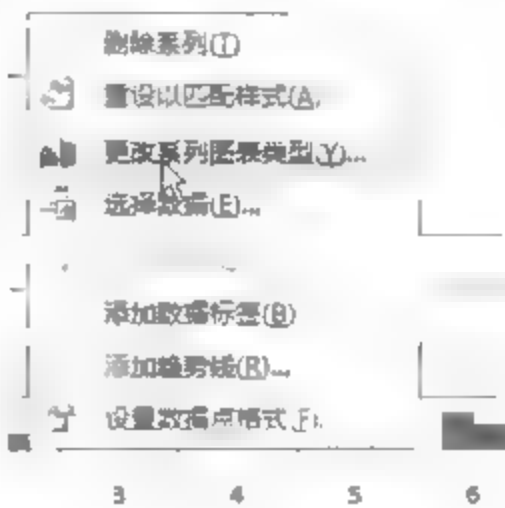 删除系列(T)
重设以匹配样式(A)
更改系列图表类型(Y)...
选择数据(E)...
添加数据标签(B)
添加趋势线(R)...
设置数据点格式(F)...
3 4 5 6